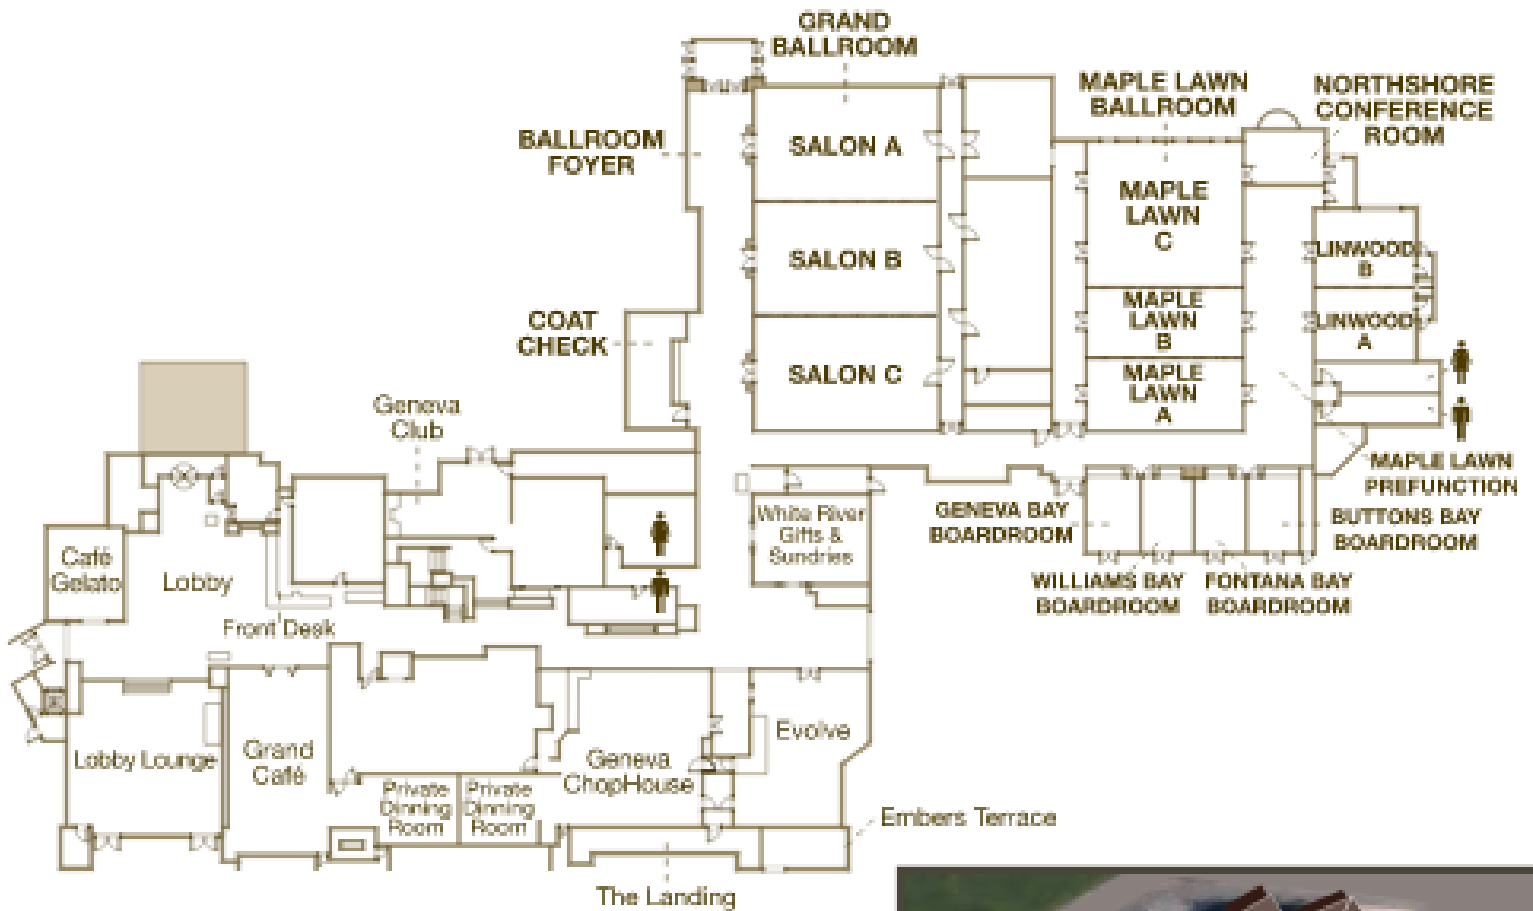 GRAND
BALLROOM
MAPLE LAWN
BALLROOM
NORTHSHORE
CONFERENCE
ROOM
BALLROOM
FOYER
SALON A
MAPLE
LAWN
C
SALON B
LINWOOD
B
MAPLE
LAWN
B
LINWOOD
A
COAT
CHECK
SALON C
MAPLE
LAWN
A
Geneva
Club
MAPLE LAWN
PREFUNCTION
GENEVA BAY
BOARDROOM
BUTTONS BAY
BOARDROOM
White River
Gifts &
Sundries
WILLIAMS BAY
BOARDROOM
FONTANA BAY
BOARDROOM
Café
Gelato
Lobby
Front Desk
Lobby Lounge
Grand
Café
Geneva
ChopHouse
Evolve
Private
Dinning
Room
Private
Dinning
Room
Embers Terrace
The Landing